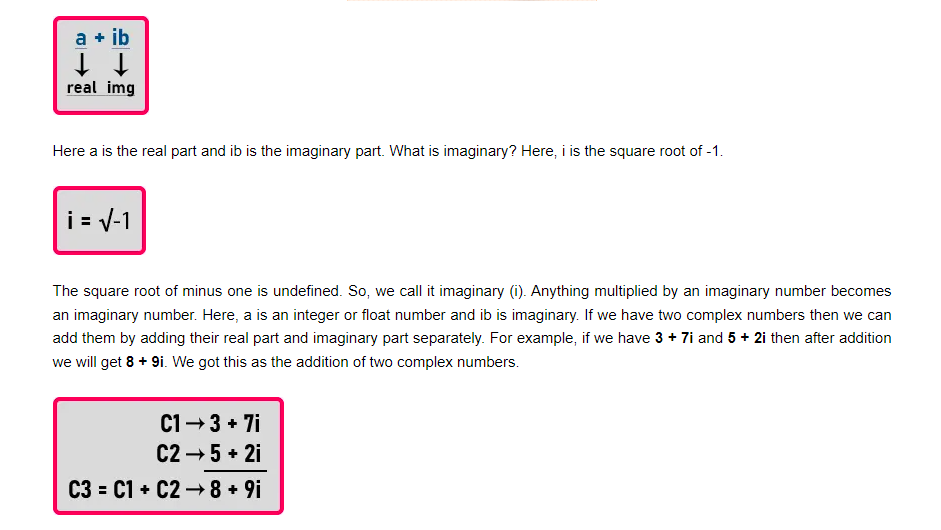 a + ib
↓ ↓
real img
Here a is the real part and ib is the imaginary part. What is imaginary? Here, i is the square root of -1.
i = √-1
The square root of minus one is undefined. So, we call it imaginary (i). Anything multiplied by an imaginary number becomes
an imaginary number. Here, a is an integer or float number and ib is imaginary. If we have two complex numbers then we can
add them by adding their real part and imaginary part separately. For example, if we have 3 + 7i and 5 + 2i then after addition
we will get 8 + 9i. We got this as the addition of two complex numbers.
C1 → 3 + 7i
C2 → 5 + 2i
C3 = C1 + C2 → 8 + 9i